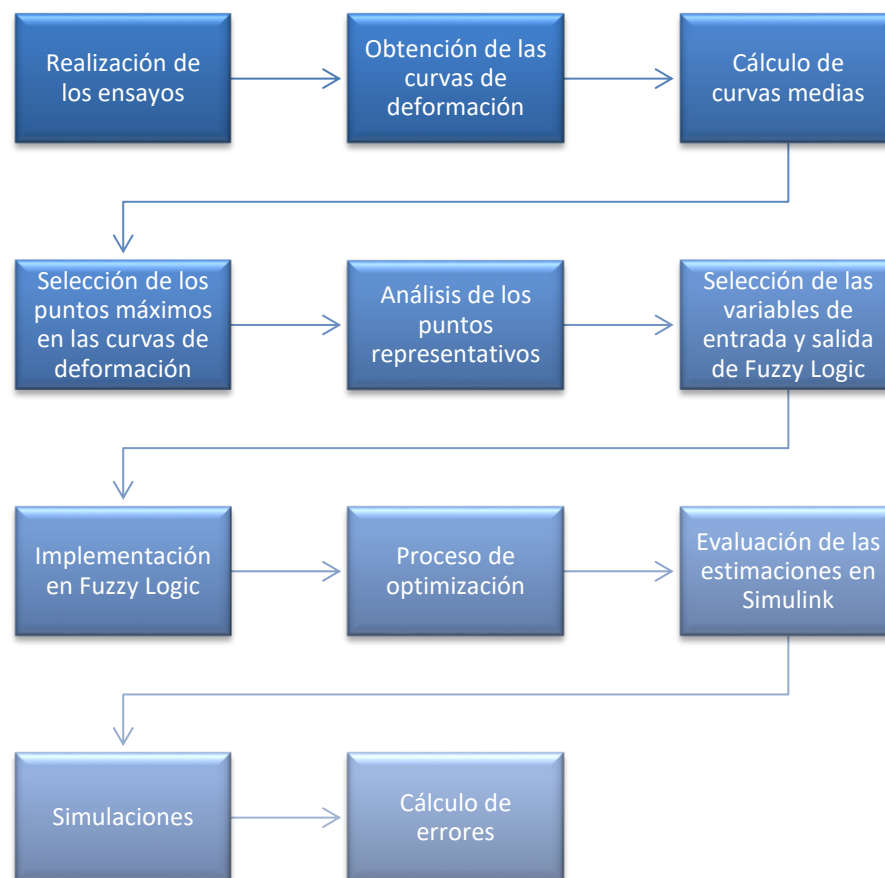 Realización de
los ensayos
Obtención de las
curvas de
deformación
Cálculo de
curvas medias
Selección de los
puntos máximos
en las curvas de
deformación
Análisis de los
puntos
representativos
Selección de las
variables de
entrada y salida
de Fuzzy Logic
Implementación
en Fuzzy Logic
Proceso de
optimización
Evaluación de las
estimaciones en
Simulink
Simulaciones
Cálculo de
errores